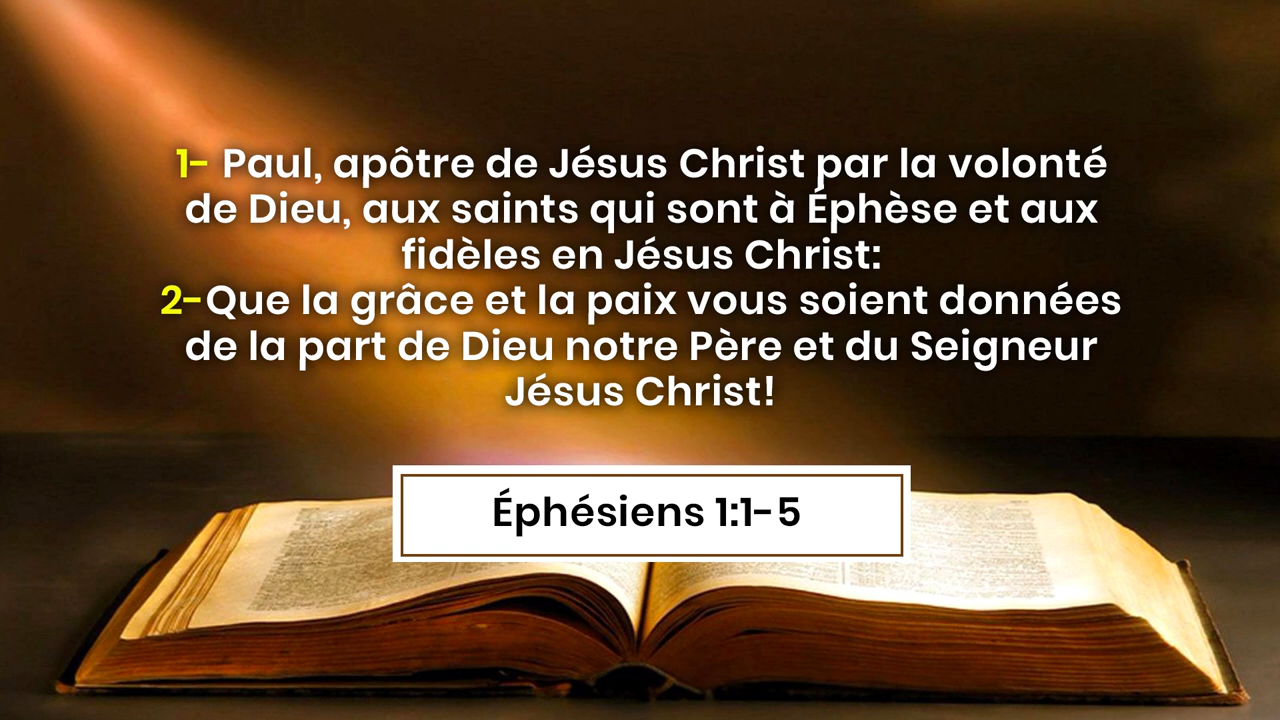 1- Paul, apôtre de Jésus Christ par la volonté
de Dieu, aux saints qui sont à Éphèse et aux
fidèles en Jésus Christ:
2-Que la grâce et la paix vous soient données
de la part de Dieu notre Père et du Seigneur
Jésus Christ!
Éphésiens 1:1-5